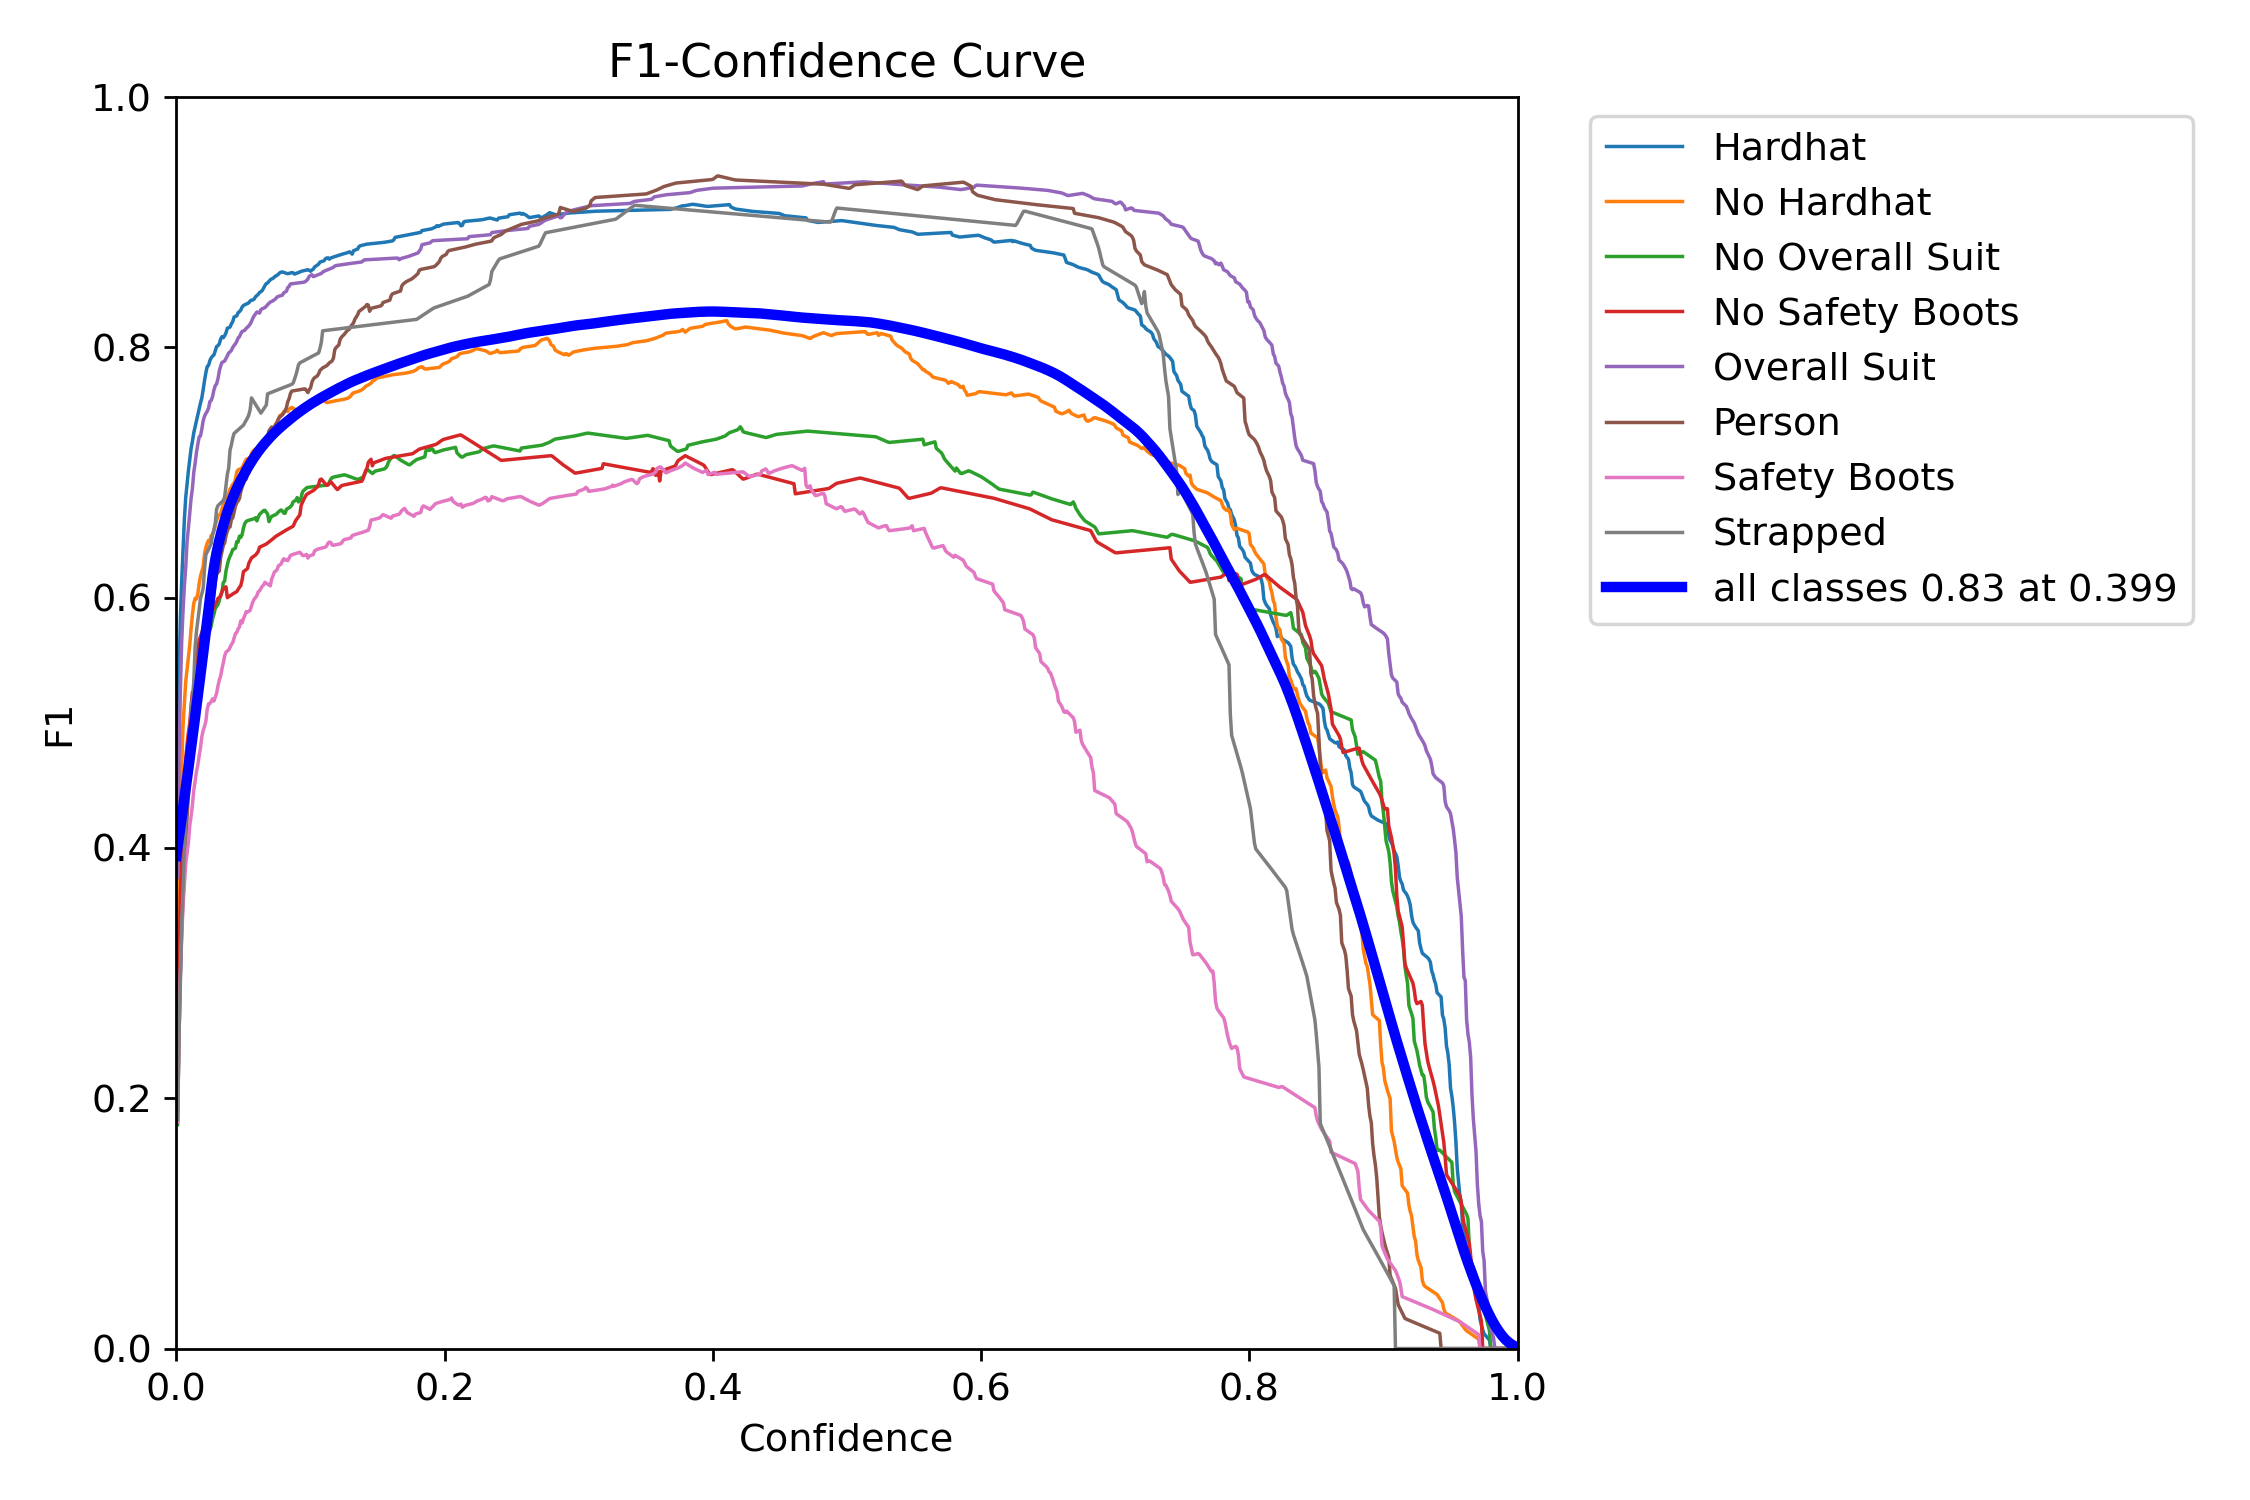 F1-Confidence Curve
1.0
0.8
0.6
0.4
0.2
0.0
F1
0.0 0.2 0.4 0.6 0.8 1.0
Confidence
Hardhat
No Hardhat
No Overall Suit
No Safety Boots
Overall Suit
Person
Safety Boots
Strapped
all classes 0.83 at 0.399